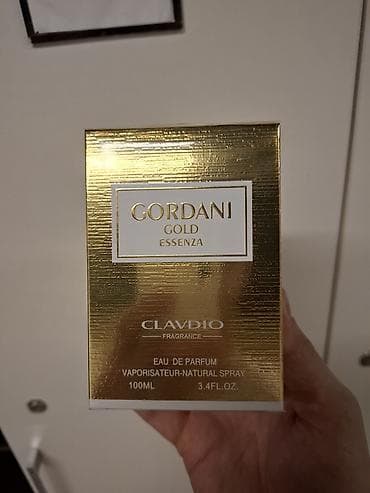 GORDANI
GOLD
ESSENZA
CLAVDIO
FRAGRANCE
EAU DE PARFUM
VAPORISATEUR-NATURAL SPRAY
100ML 3.4FL.OZ.